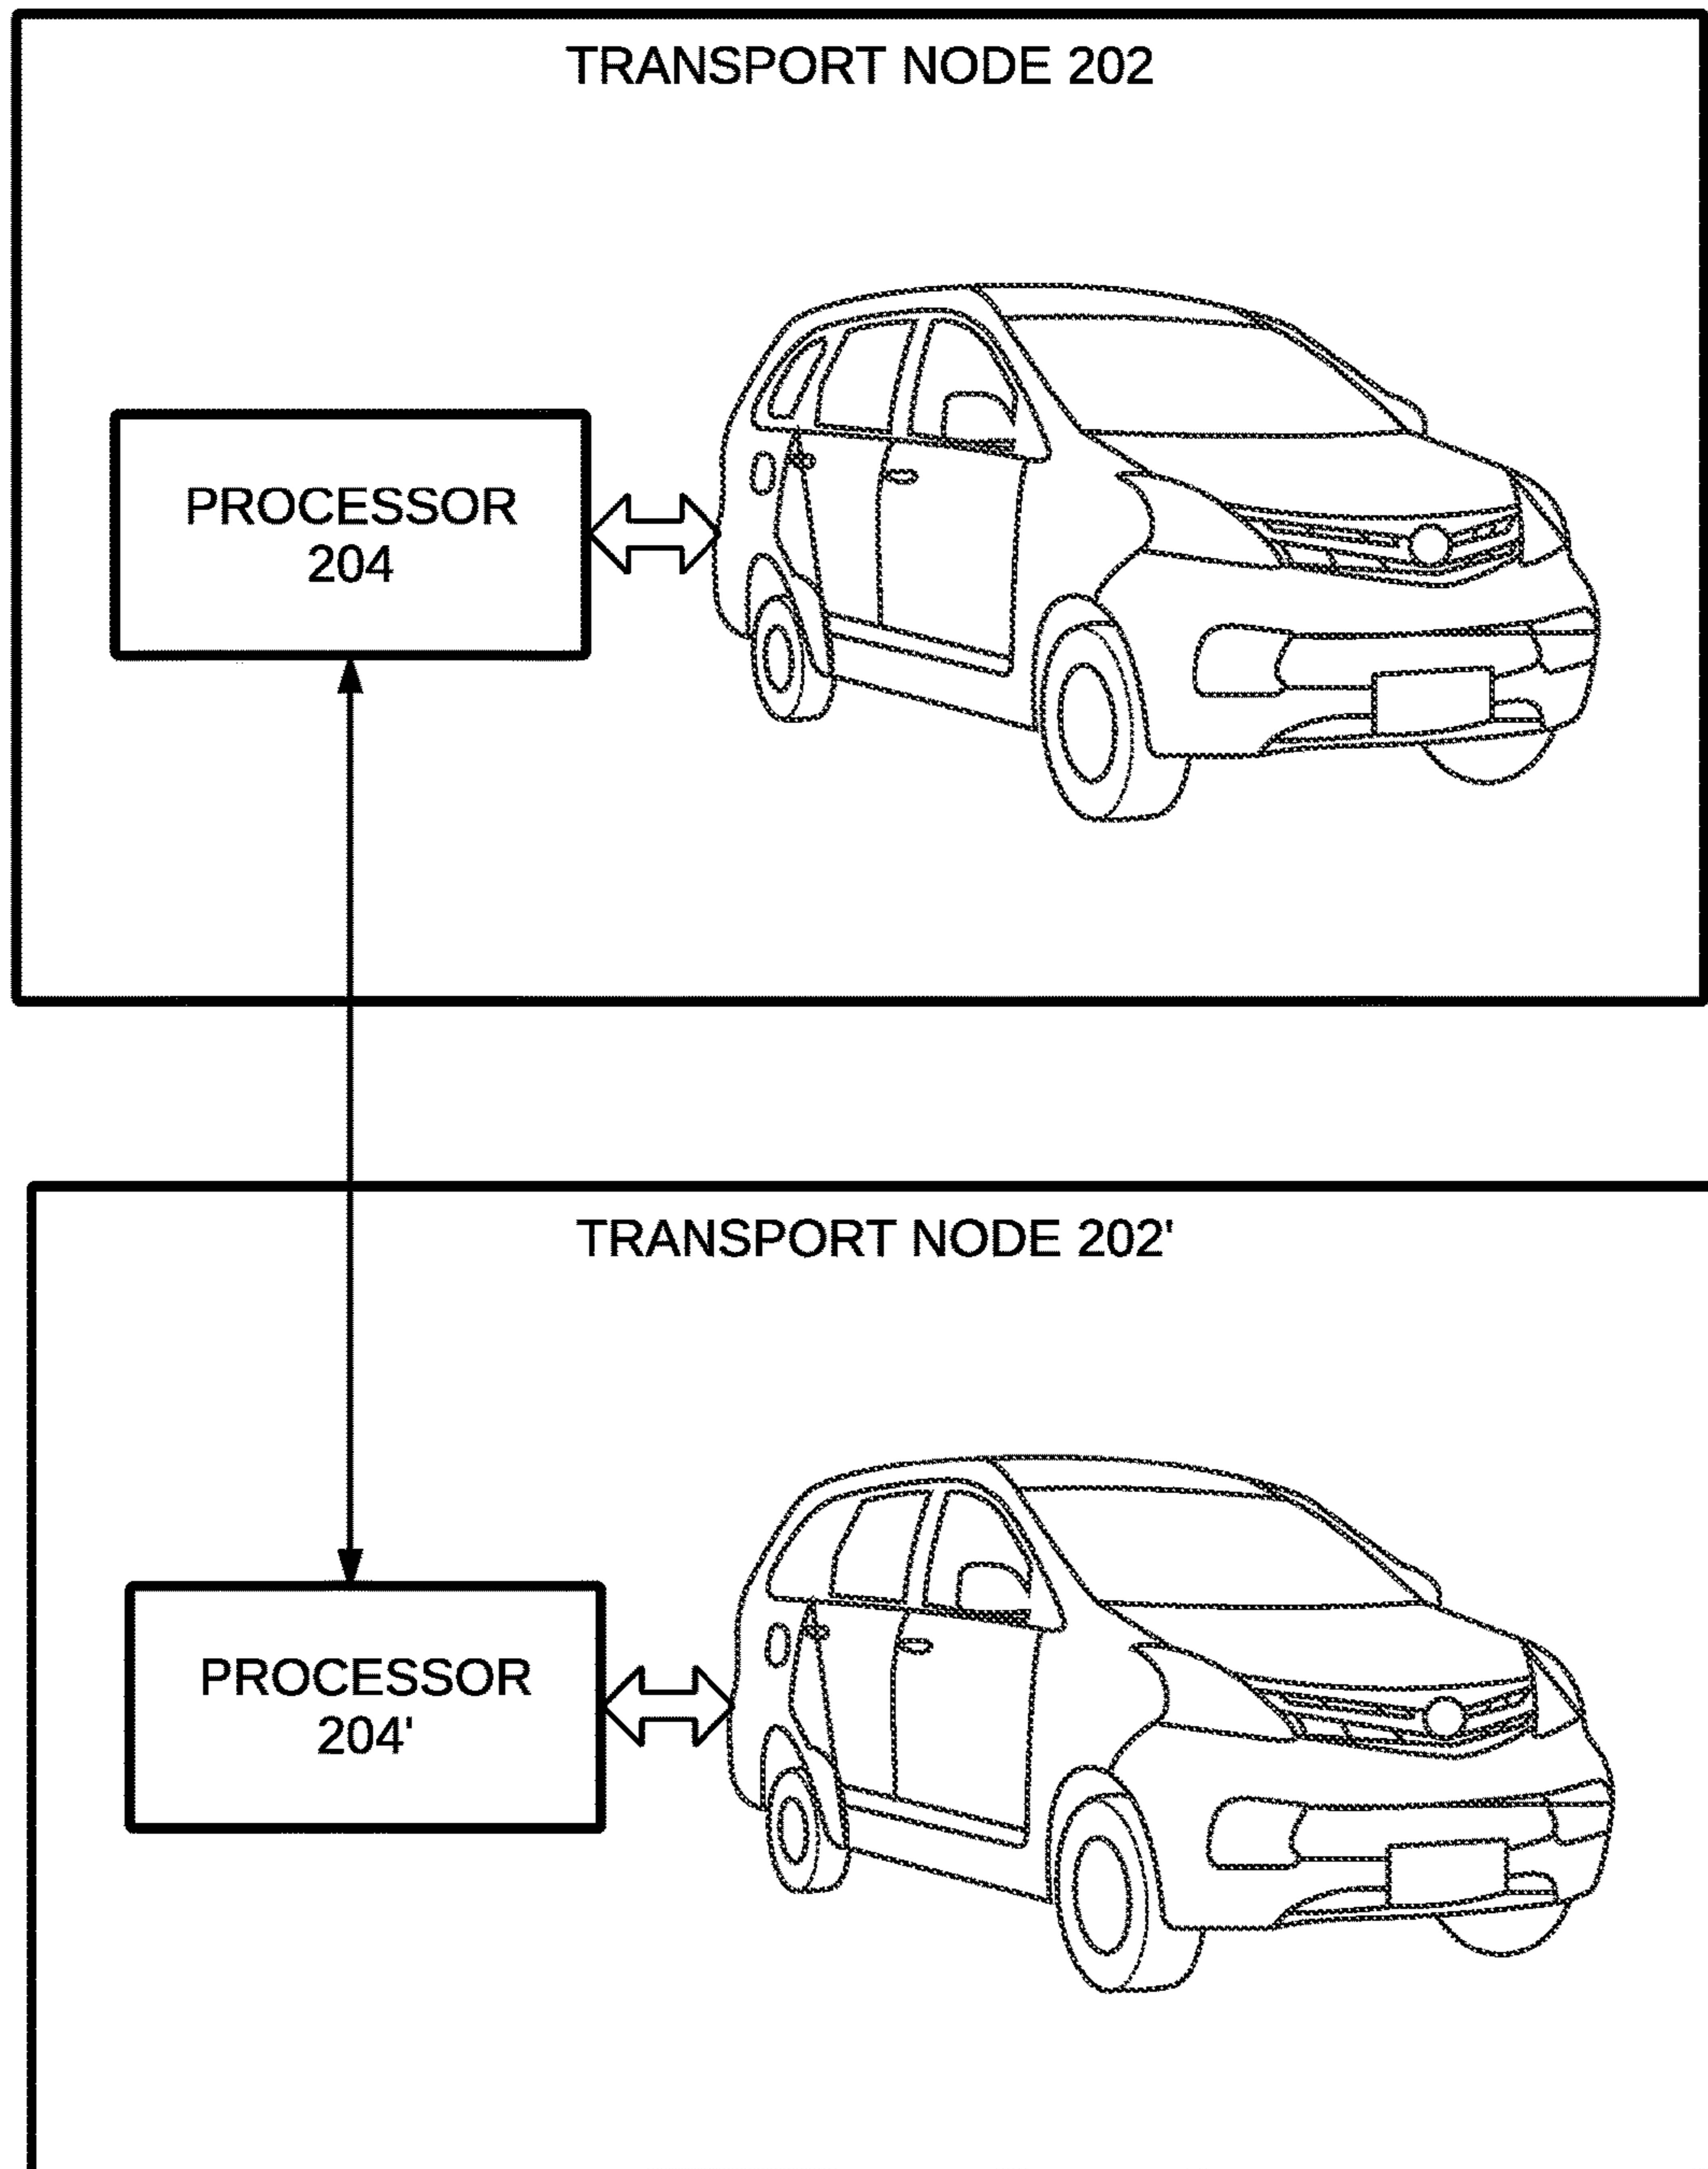 TRANSPORT NODE 202
PROCESSOR
204
TRANSPORT NODE 202'
PROCESSOR
204'